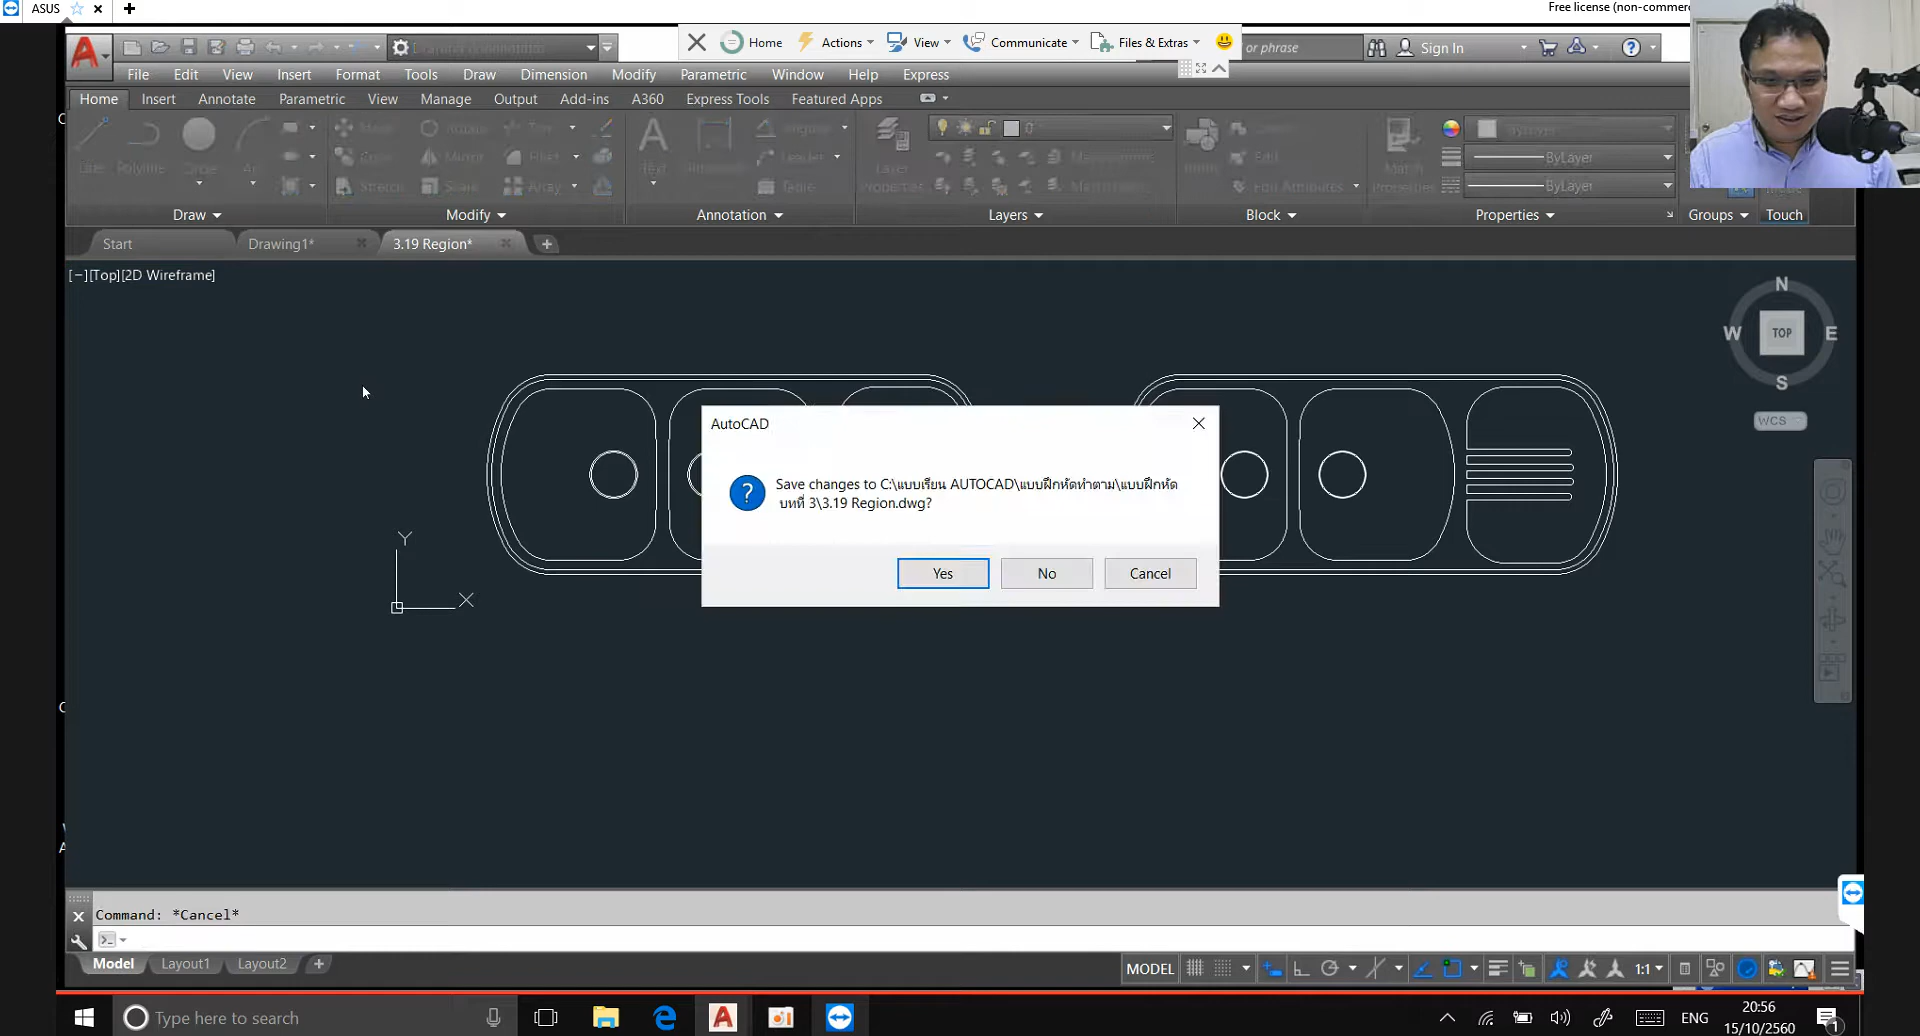 ASUS
Free license (non-commerc
Home Actions View Communicate Files & Extras
or phrase
Sign In
File Edit View Insert Format Tools Draw Dimension Modify Parametric Window Help Express
Home Insert Annotate Parametric View Manage Output Add-ins A360 Express Tools Featured Apps
0
ByLayer
ByLayer
Draw Modify Annotation Layers Block Properties Groups Touch
Start Drawing1* 3.19 Region*
[−][Top][2D Wireframe]
N
W TOP E
S
WCS
AutoCAD
Save changes to C:\แบบเรียน AUTOCAD\แบบฝึกหัดทำตาม\แบบฝึกหัด
บทที่ 3\3.19 Region.dwg?
Yes No Cancel
Y
X
Command: *Cancel*
Model Layout1 Layout2
MODEL 1:1
Type here to search
ENG
20:56
15/10/2560
1